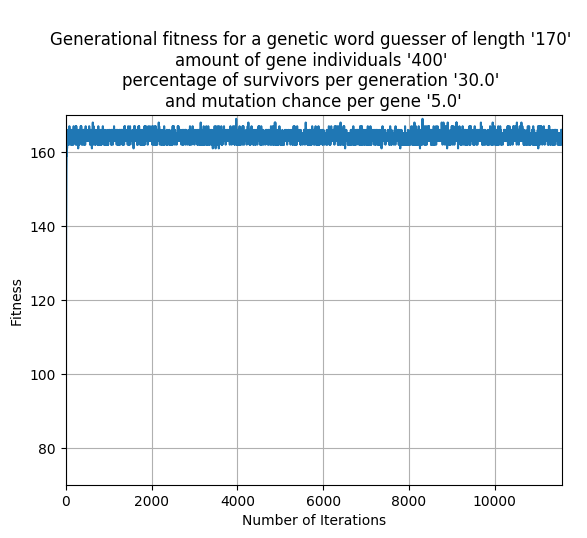 Generational fitness for a genetic word guesser of length '170'
amount of gene individuals '400'
percentage of survivors per generation '30.0'
and mutation chance per gene '5.0'
160
140
120
100
80
Fitness
0 2000 4000 6000 8000 10000
Number of Iterations